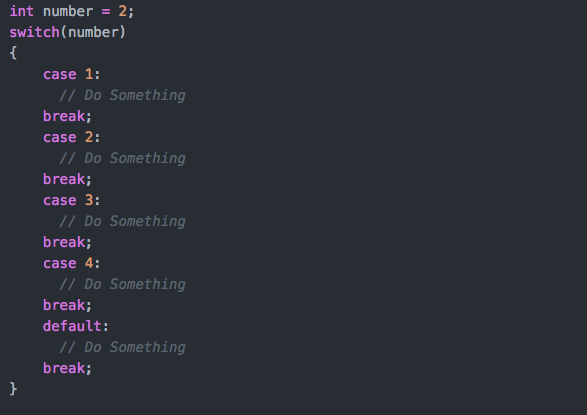 int number = 2;
switch(number)
{
    case 1:
      // Do Something
    break;
    case 2:
      // Do Something
    break;
    case 3:
      // Do Something
    break;
    case 4:
      // Do Something
    break;
    default:
      // Do Something
    break;
}